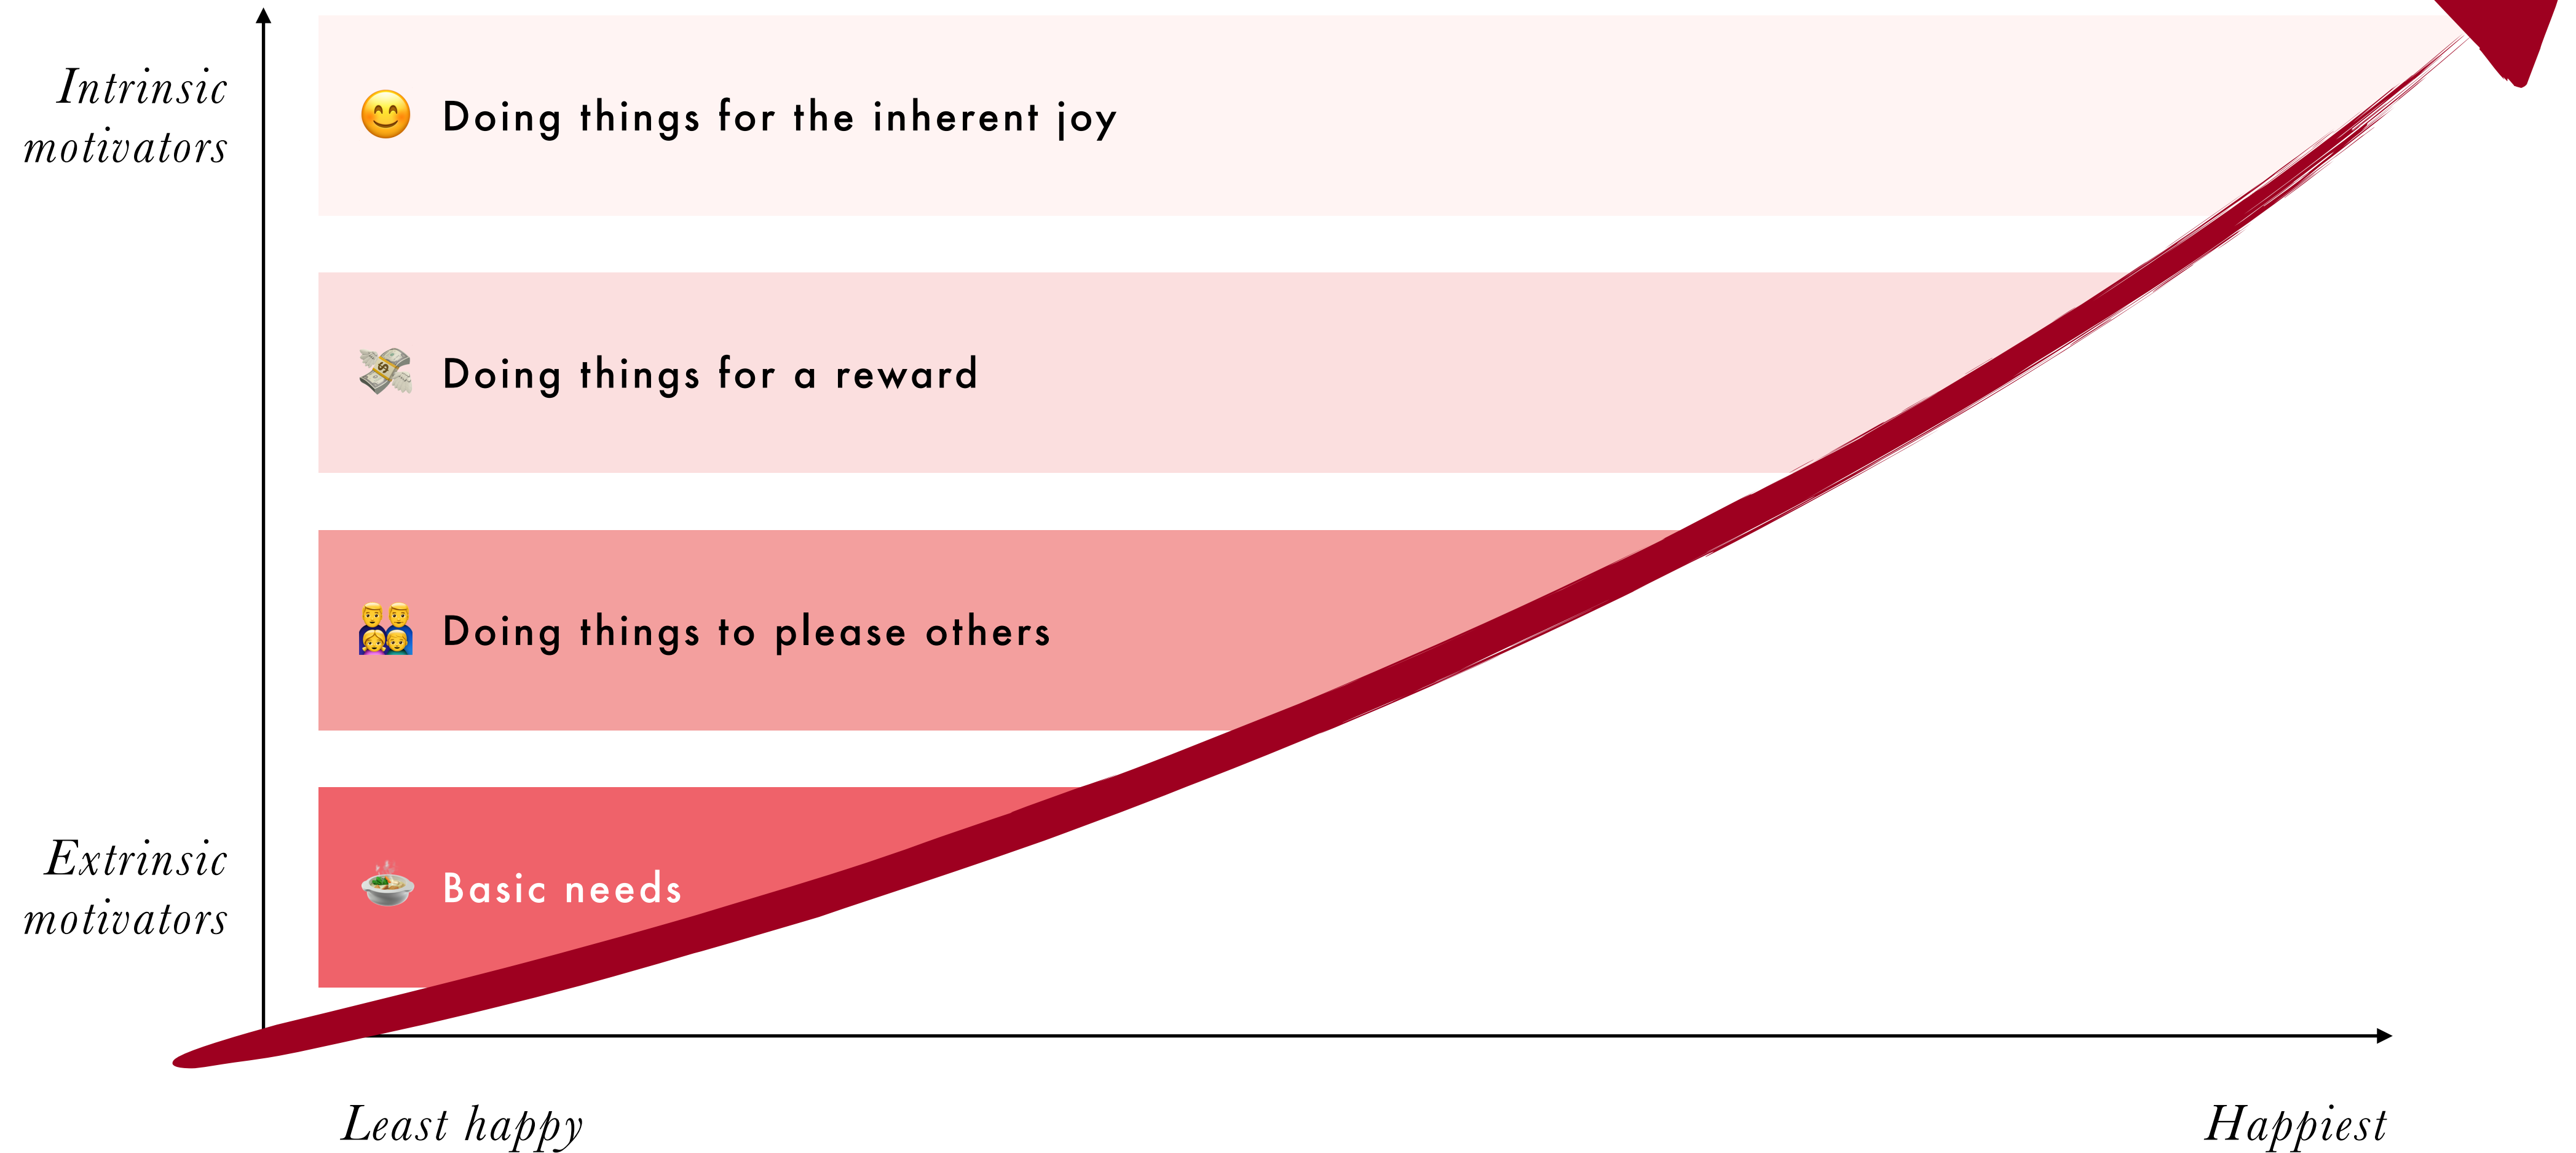 Intrinsic
motivators
Doing things for the inherent joy
Doing things for a reward
Doing things to please others
Extrinsic
motivators
Basic needs
Least happy
Happiest